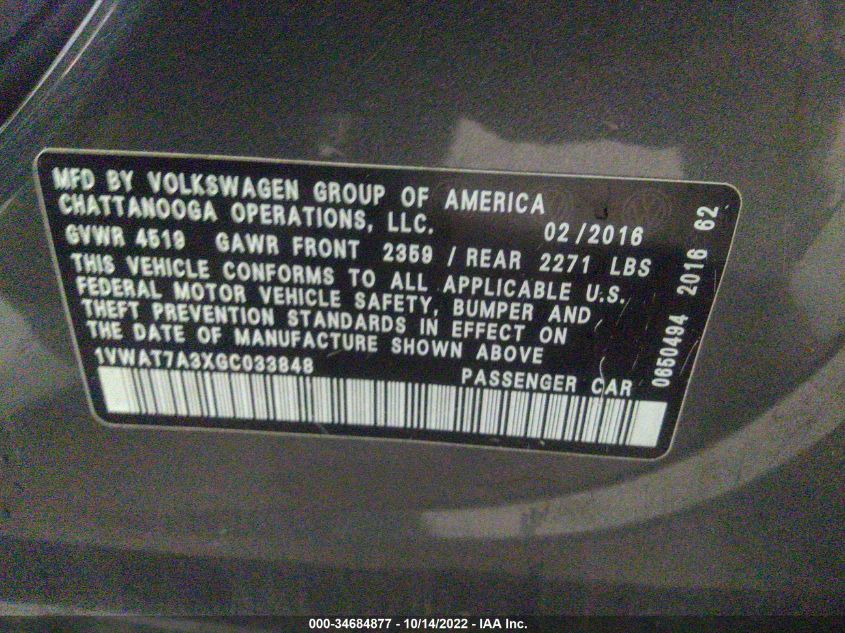 MFD BY VOLKSWAGEN GROUP OF AMERICA
CHATTANOOGA OPERATIONS, LLC. 02/2016
GVWR 4519 GAWR FRONT 2359 / REAR 2271 LBS
THIS VEHICLE CONFORMS TO ALL APPLICABLE U.S.
FEDERAL MOTOR VEHICLE SAFETY, BUMPER AND
THEFT PREVENTION STANDARDS IN EFFECT ON
THE DATE OF MANUFACTURE SHOWN ABOVE
1VWAT7A3XGC033848 PASSENGER CAR
0650494 2016 62
000-34684877 - 10/14/2022 - IAA Inc.